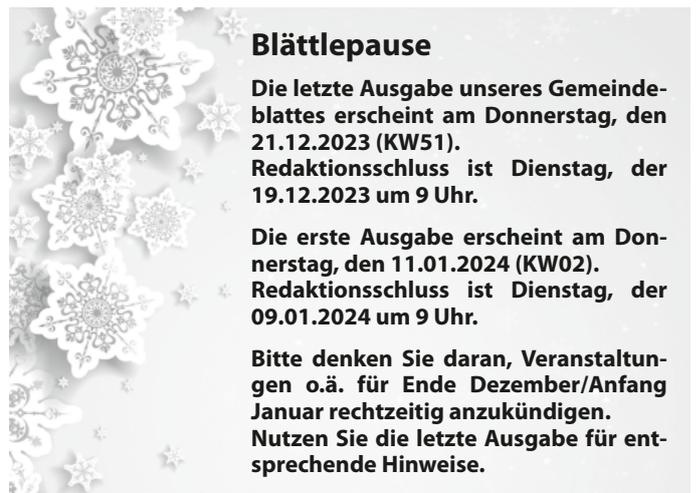 Blättlepause
Die letzte Ausgabe unseres Gemeinde-
blattes erscheint am Donnerstag, den
21.12.2023 (KW51).
Redaktionsschluss ist Dienstag, der
19.12.2023 um 9 Uhr.
Die erste Ausgabe erscheint am Don-
nerstag, den 11.01.2024 (KW02).
Redaktionsschluss ist Dienstag, der
09.01.2024 um 9 Uhr.
Bitte denken Sie daran, Veranstaltun-
gen o.ä. für Ende Dezember/Anfang
Januar rechtzeitig anzukündigen.
Nutzen Sie die letzte Ausgabe für ent-
sprechende Hinweise.